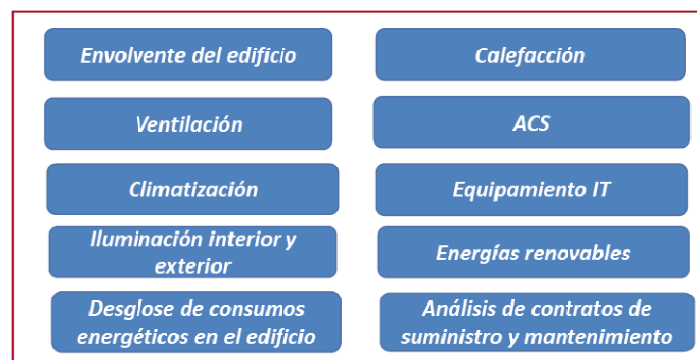 Envolvente del edificio
Calefacción
Ventilación
ACS
Climatización
Equipamiento IT
Iluminación interior y
exterior
Energías renovables
Desglose de consumos
energéticos en el edificio
Análisis de contratos de
suministro y mantenimiento